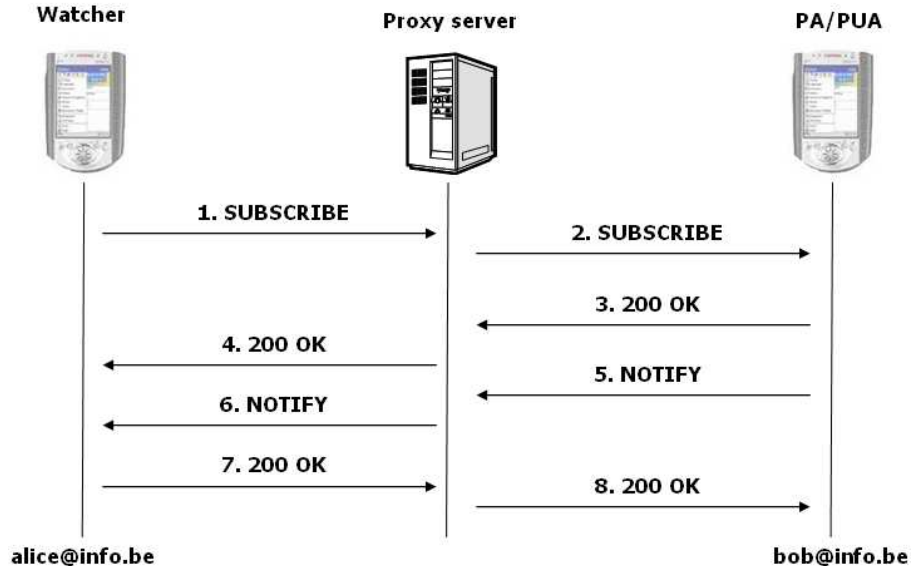 Watcher
Proxy server
PA/PUA
1. SUBSCRIBE
2. SUBSCRIBE
3. 200 OK
4. 200 OK
5. NOTIFY
6. NOTIFY
7. 200 OK
8. 200 OK
alice@info.be
bob@info.be